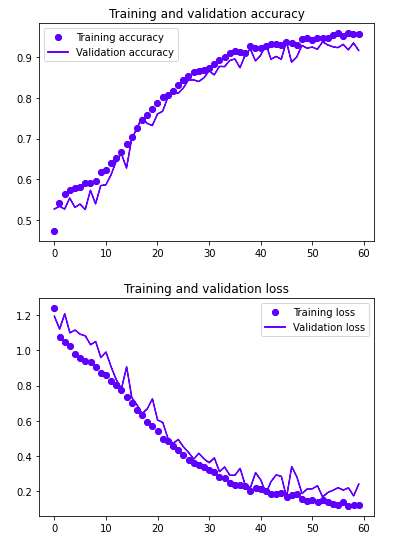 Training and validation accuracy
Training accuracy
Validation accuracy
0.9
0.8
0.7
0.6
0.5
0 10 20 30 40 50 60
Training and validation loss
Training loss
Validation loss
1.2
1.0
0.8
0.6
0.4
0.2
0 10 20 30 40 50 60